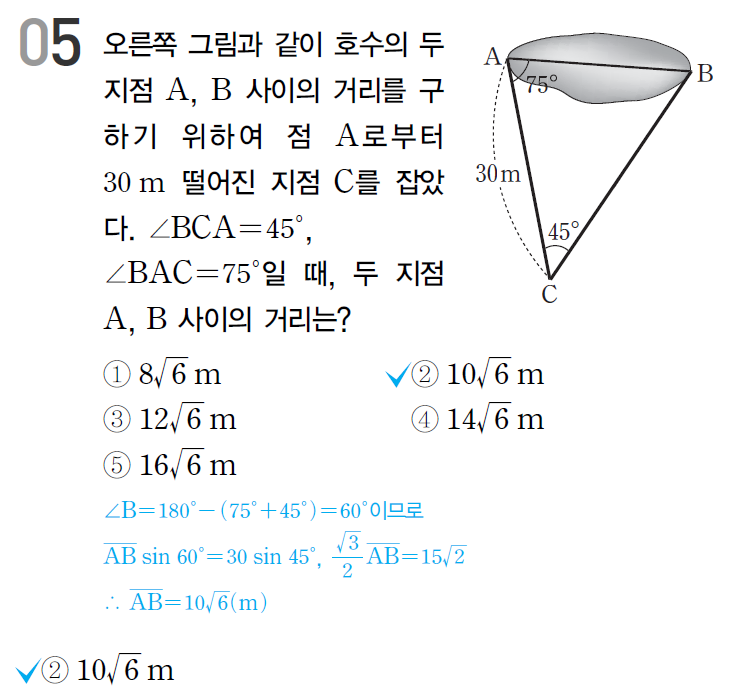 05
오른쪽 그림과 같이 호수의 두
지점 A, B 사이의 거리를 구
하기 위하여 점 A로부터
30 m 떨어진 지점 C를 잡았
다. ∠BCA=45°,
∠BAC=75°일 때, 두 지점
A, B 사이의 거리는?
A
B
75°
30m
45°
C
① 8√6 m
✓② 10√6 m
③ 12√6 m
④ 14√6 m
⑤ 16√6 m
∠B=180°-(75°+45°)=60°이므로
A̅B̅ sin 60°=30 sin 45°, √3/2 A̅B̅=15√2
∴ A̅B̅=10√6(m)
✓② 10√6 m